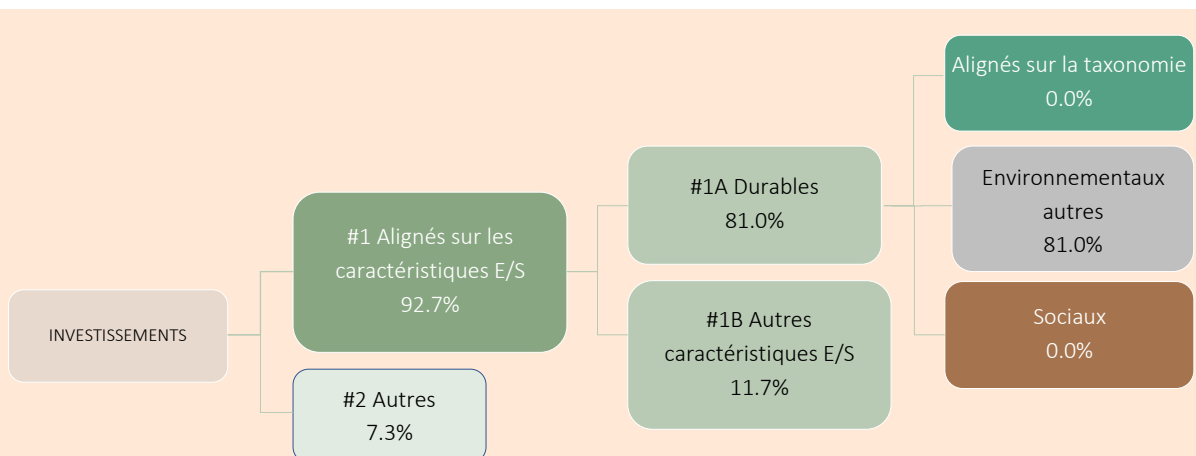 INVESTISSEMENTS
#1 Alignés sur les
caractéristiques E/S
92.7%
#2 Autres
7.3%
#1A Durables
81.0%
#1B Autres
caractéristiques E/S
11.7%
Alignés sur la taxonomie
0.0%
Environnementaux
autres
81.0%
Sociaux
0.0%